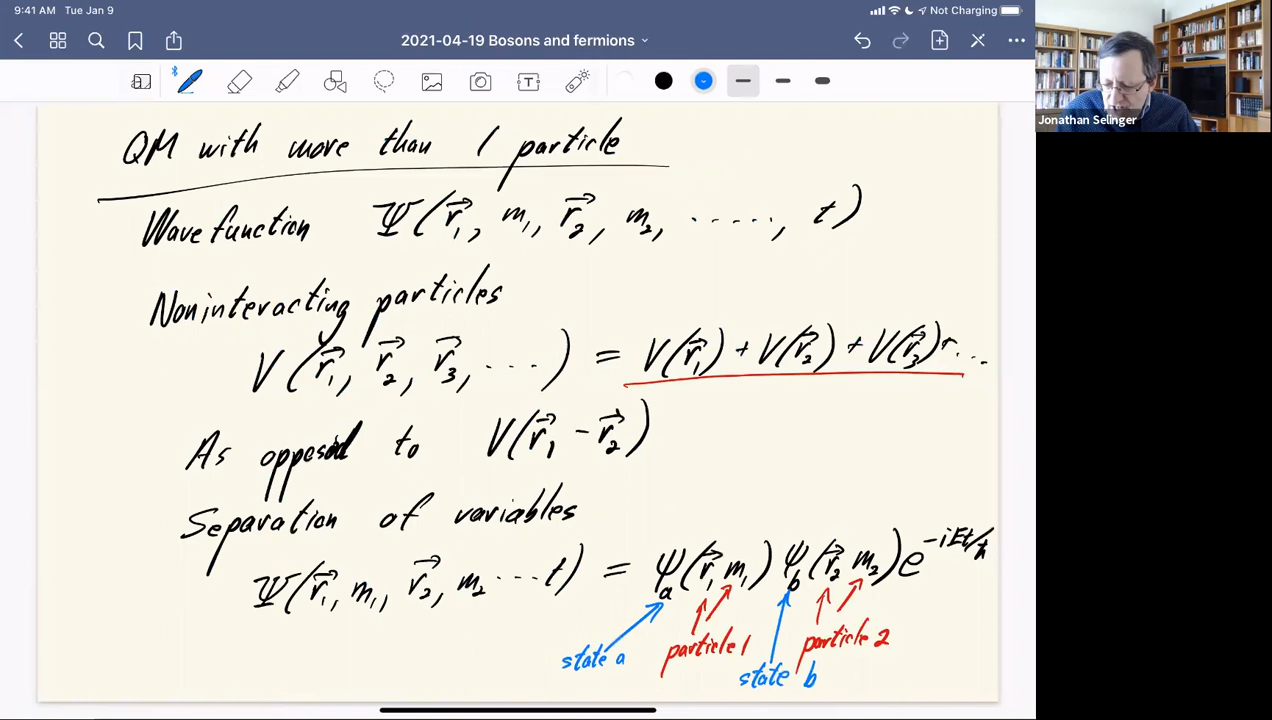 9:41 AM Tue Jan 9
Not Charging
2021-04-19 Bosons and fermions
T
Jonathan Selinger
QM with more than 1 particle
Wavefunction Ψ(r⃗₁, m₁, r⃗₂, m₂, ....., t)
Noninteracting particles
V(r⃗₁, r⃗₂, r⃗₃, ...) = V(r⃗₁) + V(r⃗₂) + V(r⃗₃) + ...
As opposed to V(r⃗₁ - r⃗₂)
Separation of variables
Ψ(r⃗₁, m₁, r⃗₂, m₂ ... t) = ψₐ(r⃗₁ m₁) ψ_b(r⃗₂ m₂) e^{-iEt/ħ}
state a particle 1 state b particle 2